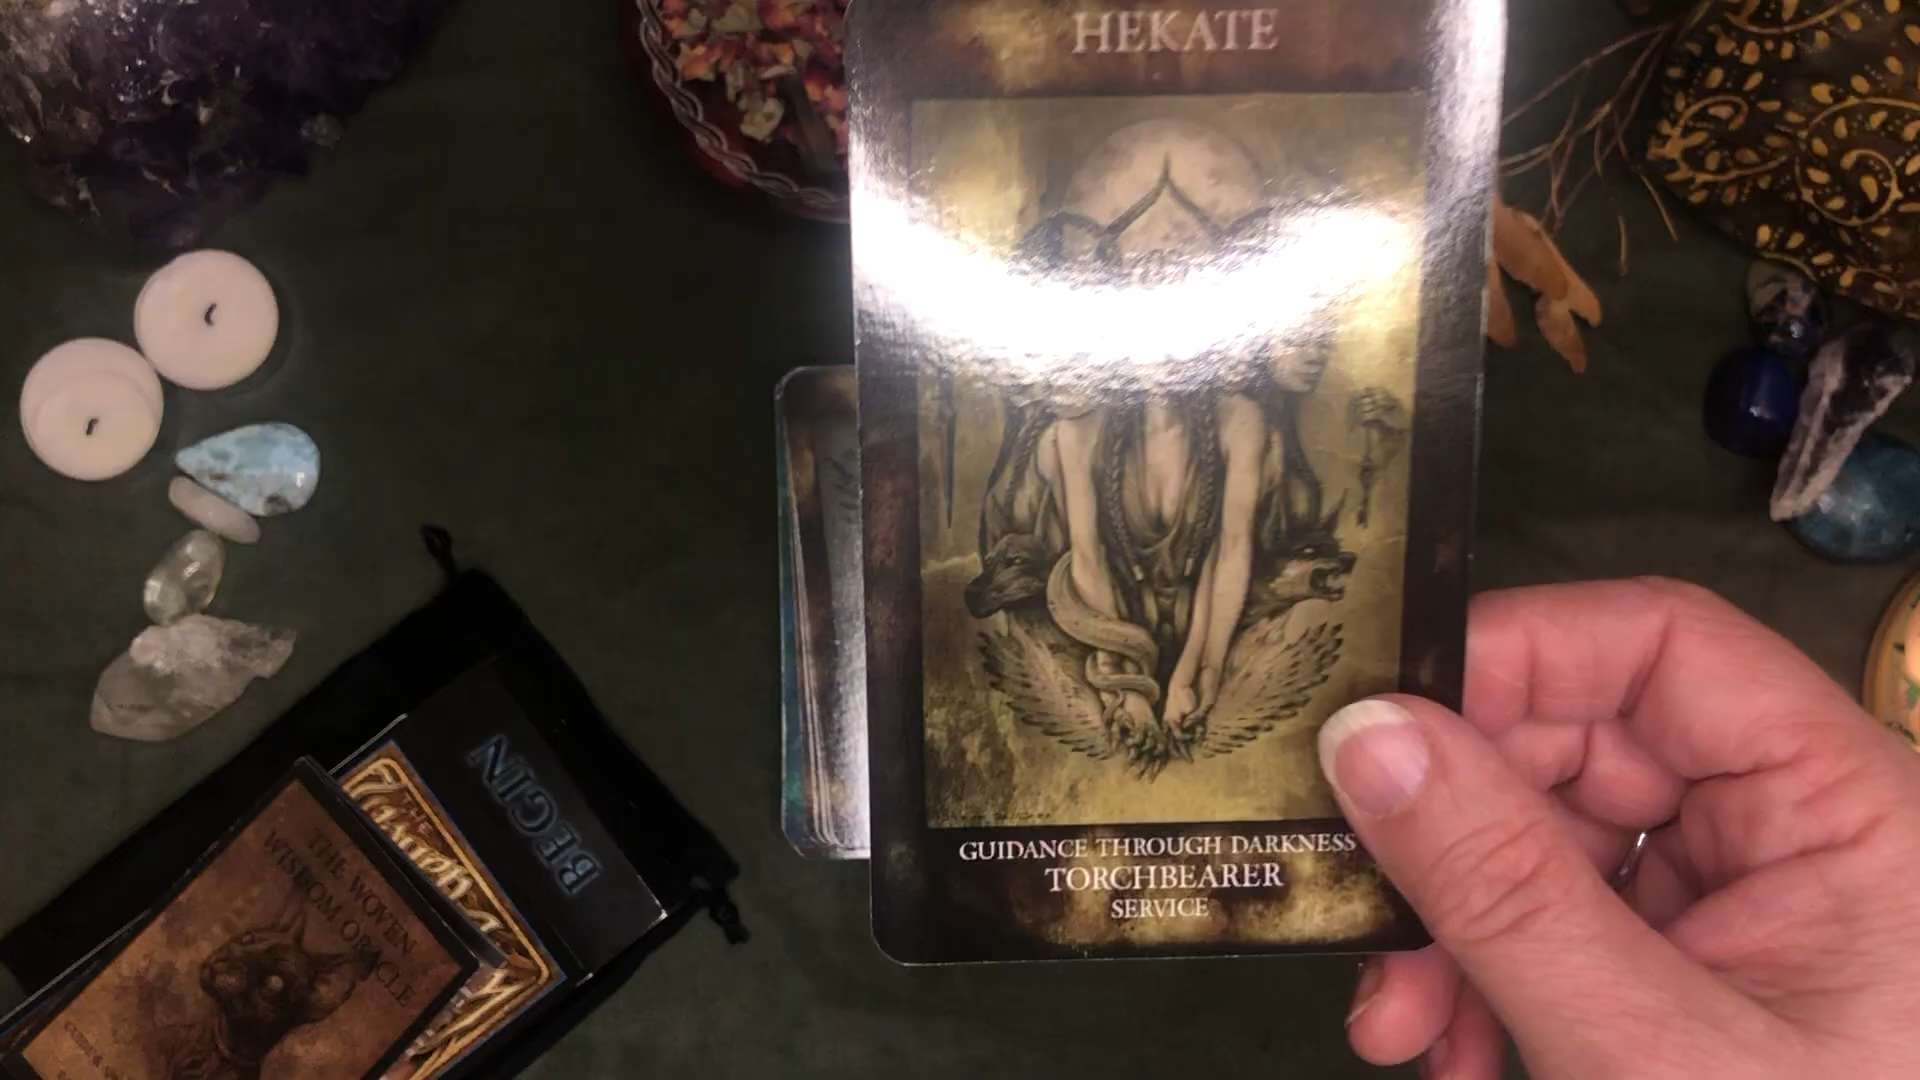 HEKATE
GUIDANCE THROUGH DARKNESS
TORCHBEARER
SERVICE
BEGIN
THE WOVEN
WISDOM ORACLE